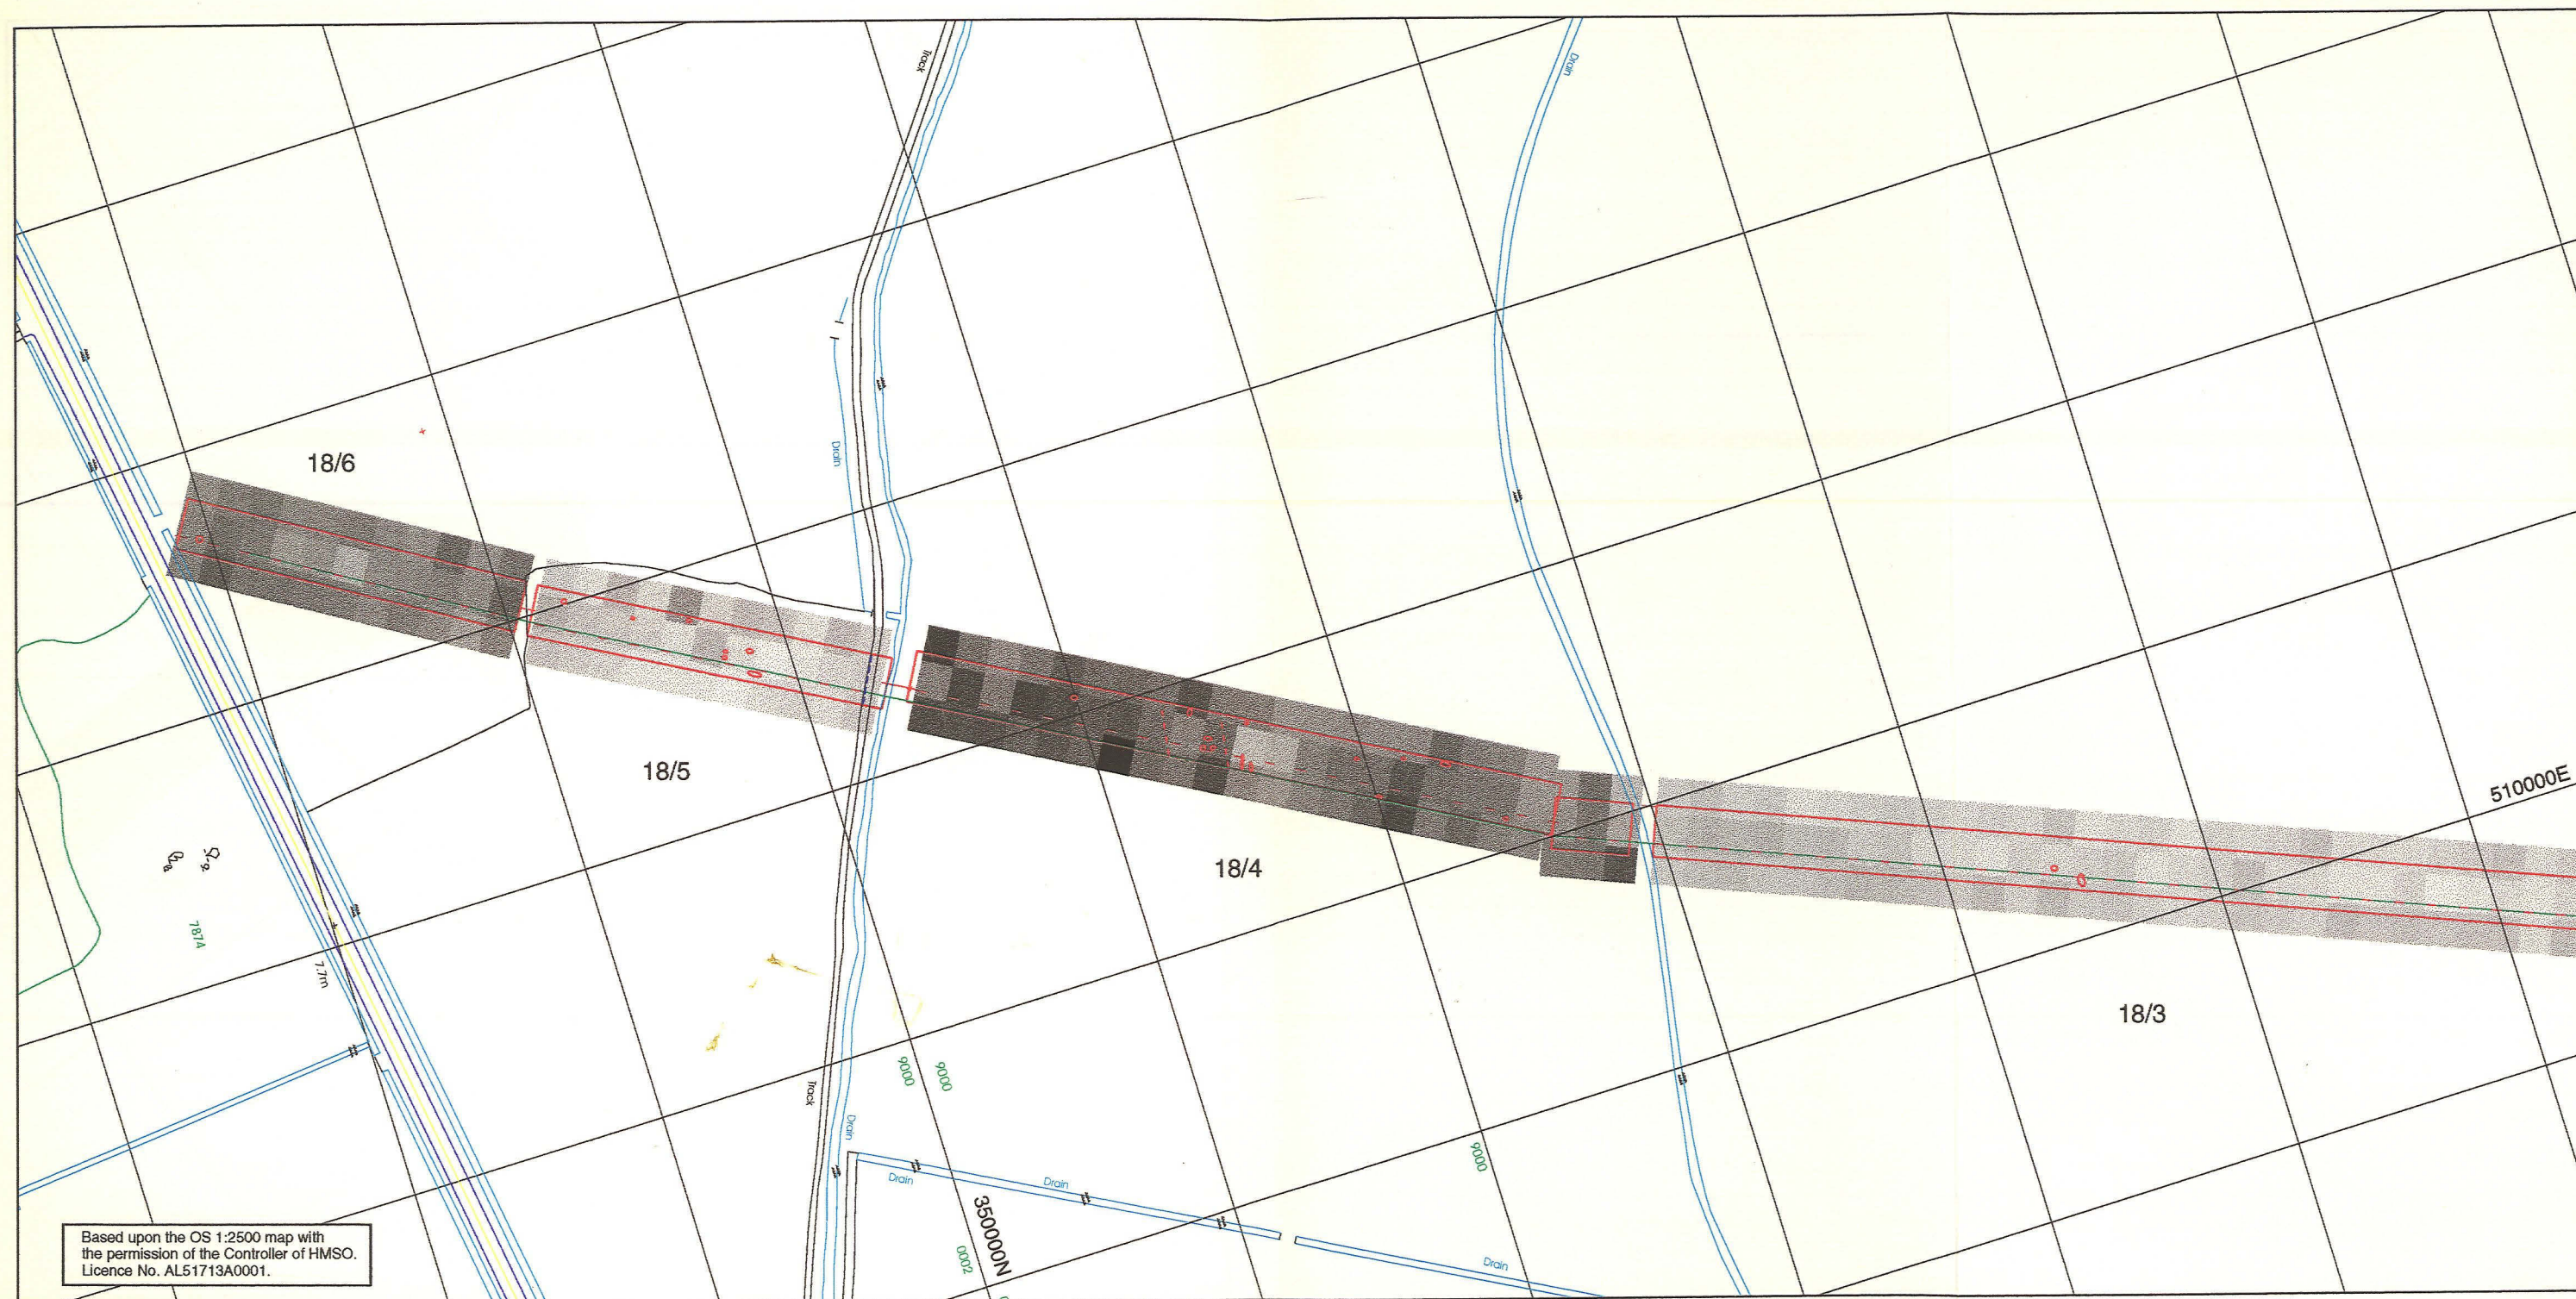 Track
Drain
18/6
Drain
18/5
18/4
510000E
18/3
7874
7.7m
9000
9000
Track
Drain
9000
Drain
Drain
350000N
0002
Drain
Based upon the OS 1:2500 map with
the permission of the Controller of HMSO.
Licence No. AL51713A0001.